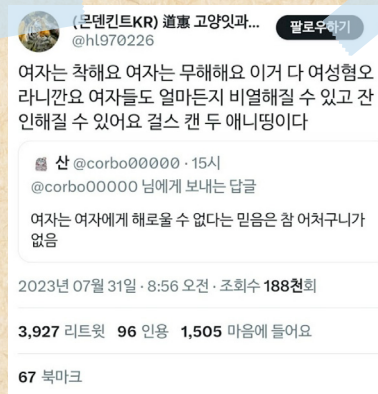 (몬덴킨트KR) 道憲 고양잇과...
@hl970226
팔로우하기
여자는 착해요 여자는 무해해요 이거 다 여성혐오
라니깐요 여자들도 얼마든지 비열해질 수 있고 잔
인해질 수 있어요 걸스 캔 두 애니띵이다
산 @corbo00000 · 15시
@corbo00000 님에게 보내는 답글
여자는 여자에게 해로울 수 없다는 믿음은 참 어처구니가
없음
2023년 07월 31일 · 8:56 오전 · 조회수 188천회
3,927 리트윗 96 인용 1,505 마음에 들어요
67 북마크